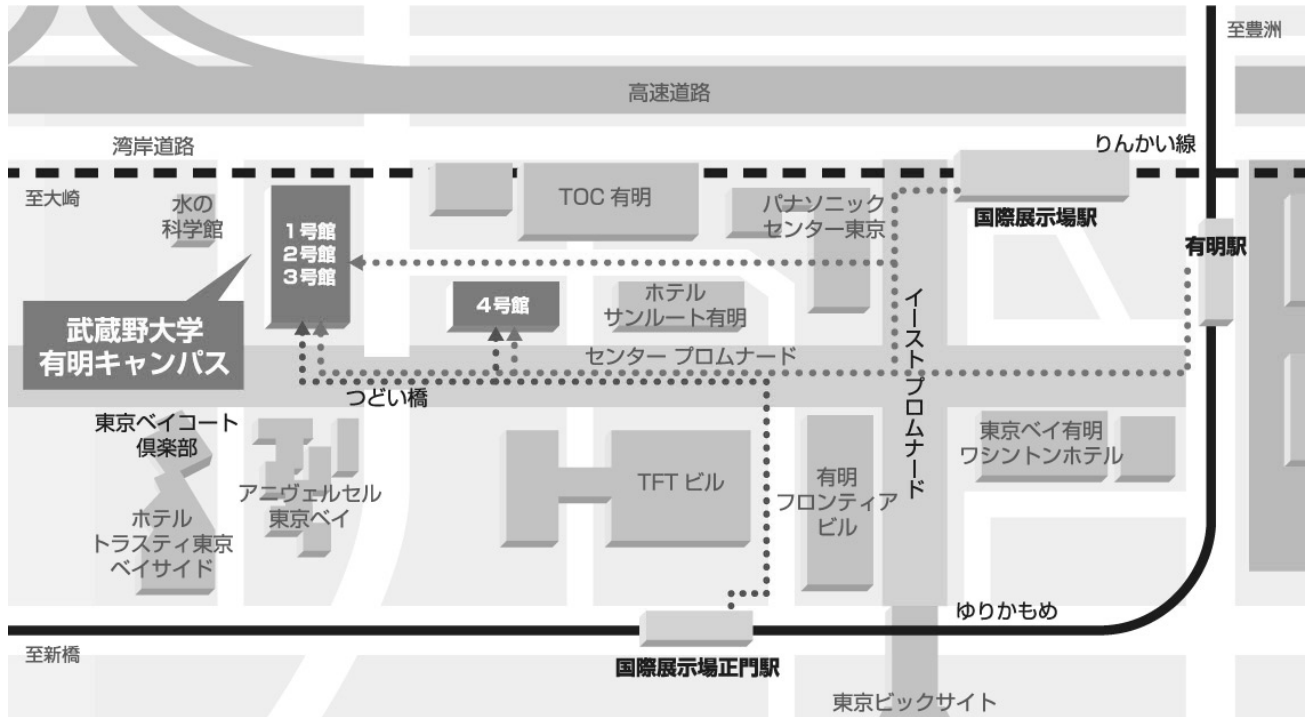 至豊洲
高速道路
湾岸道路
りんかい線
至大崎
水の
科学館
1号館
2号館
3号館
TOC 有明
パナソニック
センター東京
国際展示場駅
有明駅
武蔵野大学
有明キャンパス
4号館
ホテル
サンルート有明
イースト プロムナード
センター プロムナード
つどい橋
東京ベイコート
倶楽部
アニヴェルセル
東京ベイ
ホテル
トラスティ東京
ベイサイド
TFT ビル
有明
フロンティア
ビル
東京ベイ有明
ワシントンホテル
ゆりかもめ
至新橋
国際展示場正門駅
東京ビックサイト